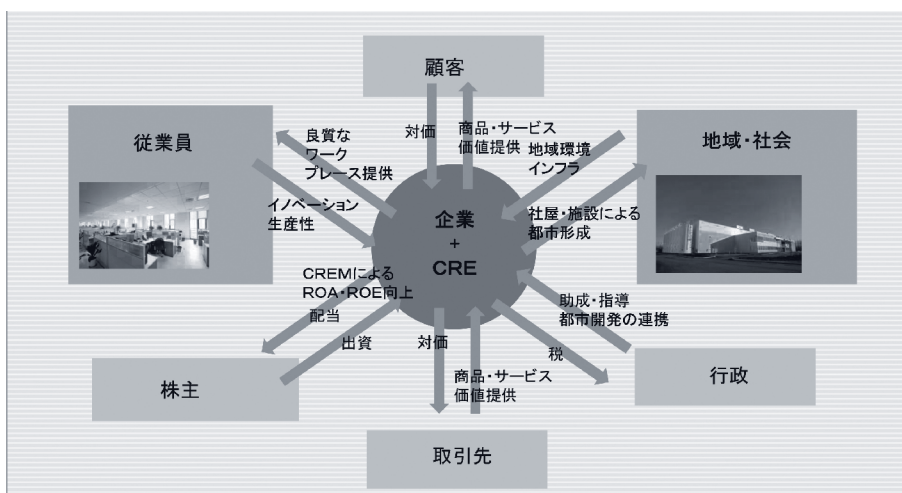 顧客
従業員
良質な
ワーク
プレース提供
対価
商品・サービス
価値提供
地域環境
インフラ
地域・社会
イノベーション
生産性
企業
+
CRE
社屋・施設による
都市形成
CREMによる
ROA・ROE向上
配当
出資
対価
商品・サービス
価値提供
助成・指導
都市開発の連携
税
株主
行政
取引先